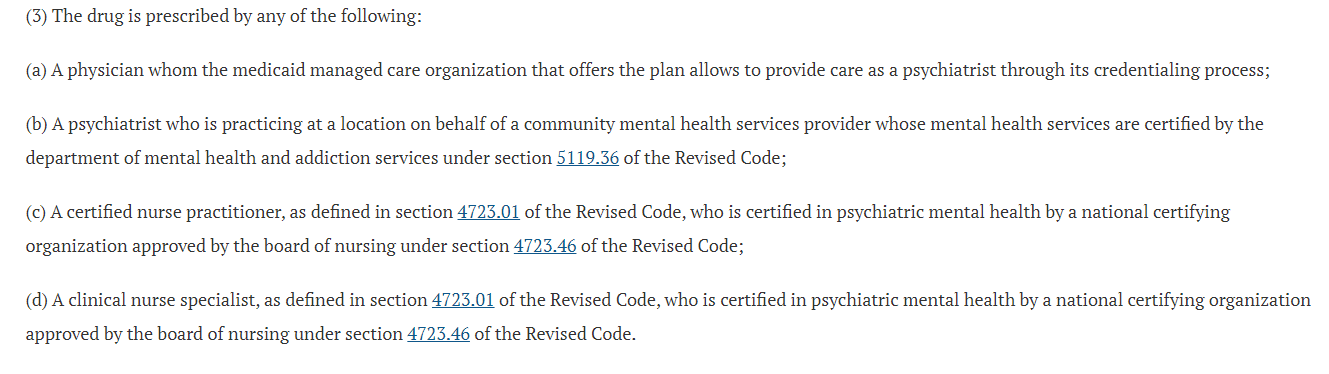 (3) The drug is prescribed by any of the following:
(a) A physician whom the medicaid managed care organization that offers the plan allows to provide care as a psychiatrist through its credentialing process;
(b) A psychiatrist who is practicing at a location on behalf of a community mental health services provider whose mental health services are certified by the
department of mental health and addiction services under section 5119.36 of the Revised Code;
(c) A certified nurse practitioner, as defined in section 4723.01 of the Revised Code, who is certified in psychiatric mental health by a national certifying
organization approved by the board of nursing under section 4723.46 of the Revised Code;
(d) A clinical nurse specialist, as defined in section 4723.01 of the Revised Code, who is certified in psychiatric mental health by a national certifying organization
approved by the board of nursing under section 4723.46 of the Revised Code.